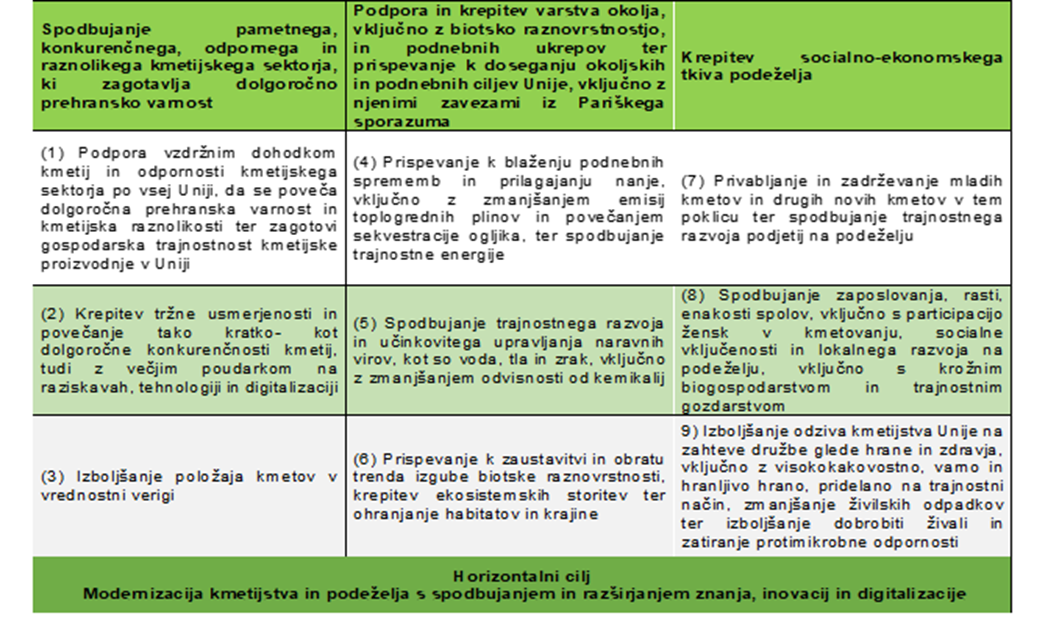 Spodbujanje pametnega,
konkurenčnega, odpornega in
raznolikega kmetijskega sektorja,
ki zagotavlja dolgoročno
prehransko varnost
Podpora in krepitev varstva okolja,
vključno z biotsko raznovrstnostjo,
in podnebnih ukrepov ter
prispevanje k doseganju okoljskih
in podnebnih ciljev Unije, vključno z
njenimi zavezami iz Pariškega
sporazuma
Krepitev socialno-ekonomskega
tkiva podeželja
(1) Podpora vzdržnim dohodkom
kmetij in odpornosti kmetijskega
sektorja po vsej Uniji, da se poveča
dolgoročna prehranska varnost in
kmetijska raznolikosti ter zagotovi
gospodarska trajnostnost kmetijske
proizvodnje v Uniji
(4) Prispevanje k blaženju podnebnih
sprememb in prilagajanju nanje,
vključno z zmanjšanjem emisij
toplogrednih plinov in povečanjem
sekvestracije ogljika, ter spodbujanje
trajnostne energije
(7) Privabljanje in zadrževanje mladih
kmetov in drugih novih kmetov v tem
poklicu ter spodbujanje trajnostnega
razvoja podjetij na podeželju
(2) Krepitev tržne usmerjenosti in
povečanje tako kratko- kot
dolgoročne konkurenčnosti kmetij,
tudi z večjim poudarkom na
raziskavah, tehnologiji in digitalizaciji
(5) Spodbujanje trajnostnega razvoja
in učinkovitega upravljanja naravnih
virov, kot so voda, tla in zrak, vključno
z zmanjšanjem odvisnosti od kemikalij
(8) Spodbujanje zaposlovanja, rasti,
enakosti spolov, vključno s participacijo
žensk v kmetovanju, socialne
vključenosti in lokalnega razvoja na
podeželju, vključno s krožnim
biogospodarstvom in trajnostnim
gozdarstvom
(3) Izboljšanje položaja kmetov v
vrednostni verigi
(6) Prispevanje k zaustavitvi in obratu
trenda izgube biotske raznovrstnosti,
krepitev ekosistemskih storitev ter
ohranjanje habitatov in krajine
9) Izboljšanje odziva kmetijstva Unije na
zahteve družbe glede hrane in zdravja,
vključno z visokokakovostno, varno in
hranljivo hrano, pridelano na trajnostni
način, zmanjšanje živilskih odpadkov
ter izboljšanje dobrobiti živali in
zatiranje protimikrobne odpornosti
Horizontalni cilj
Modernizacija kmetijstva in podeželja s spodbujanjem in razširjanjem znanja, inovacij in digitalizacije